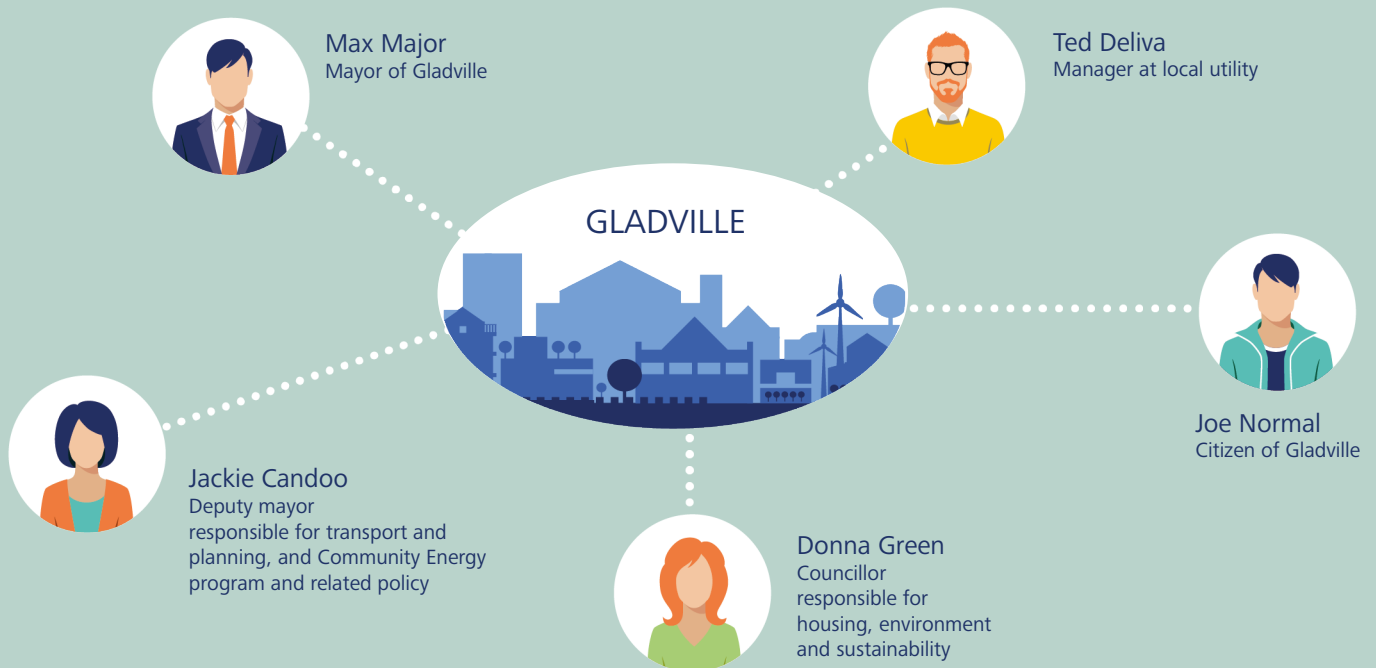 Max Major
Mayor of Gladville
Ted Deliva
Manager at local utility
GLADVILLE
Joe Normal
Citizen of Gladville
Jackie Candoo
Deputy mayor
responsible for transport and
planning, and Community Energy
program and related policy
Donna Green
Councillor
responsible for
housing, environment
and sustainability